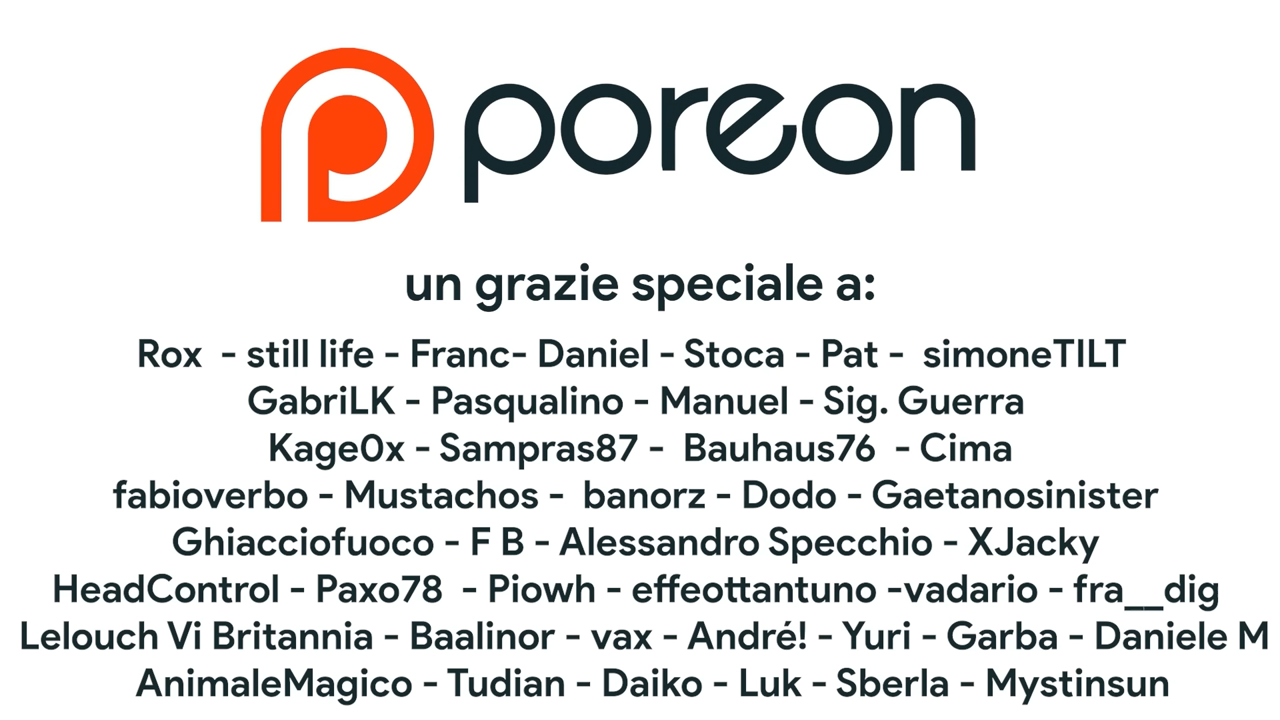 poreon
un grazie speciale a:
Rox - still life - Franc- Daniel - Stoca - Pat - simoneTILT
GabriLK - Pasqualino - Manuel - Sig. Guerra
Kage0x - Sampras87 - Bauhaus76 - Cima
fabioverbo - Mustachos - banorz - Dodo - Gaetanosinister
Ghiacciofuoco - F B - Alessandro Specchio - XJacky
HeadControl - Paxo78 - Piowh - effeottantuno -vadario - fra__dig
Lelouch Vi Britannia - Baalinor - vax - André! - Yuri - Garba - Daniele M
AnimaleMagico - Tudian - Daiko - Luk - Sberla - Mystinsun